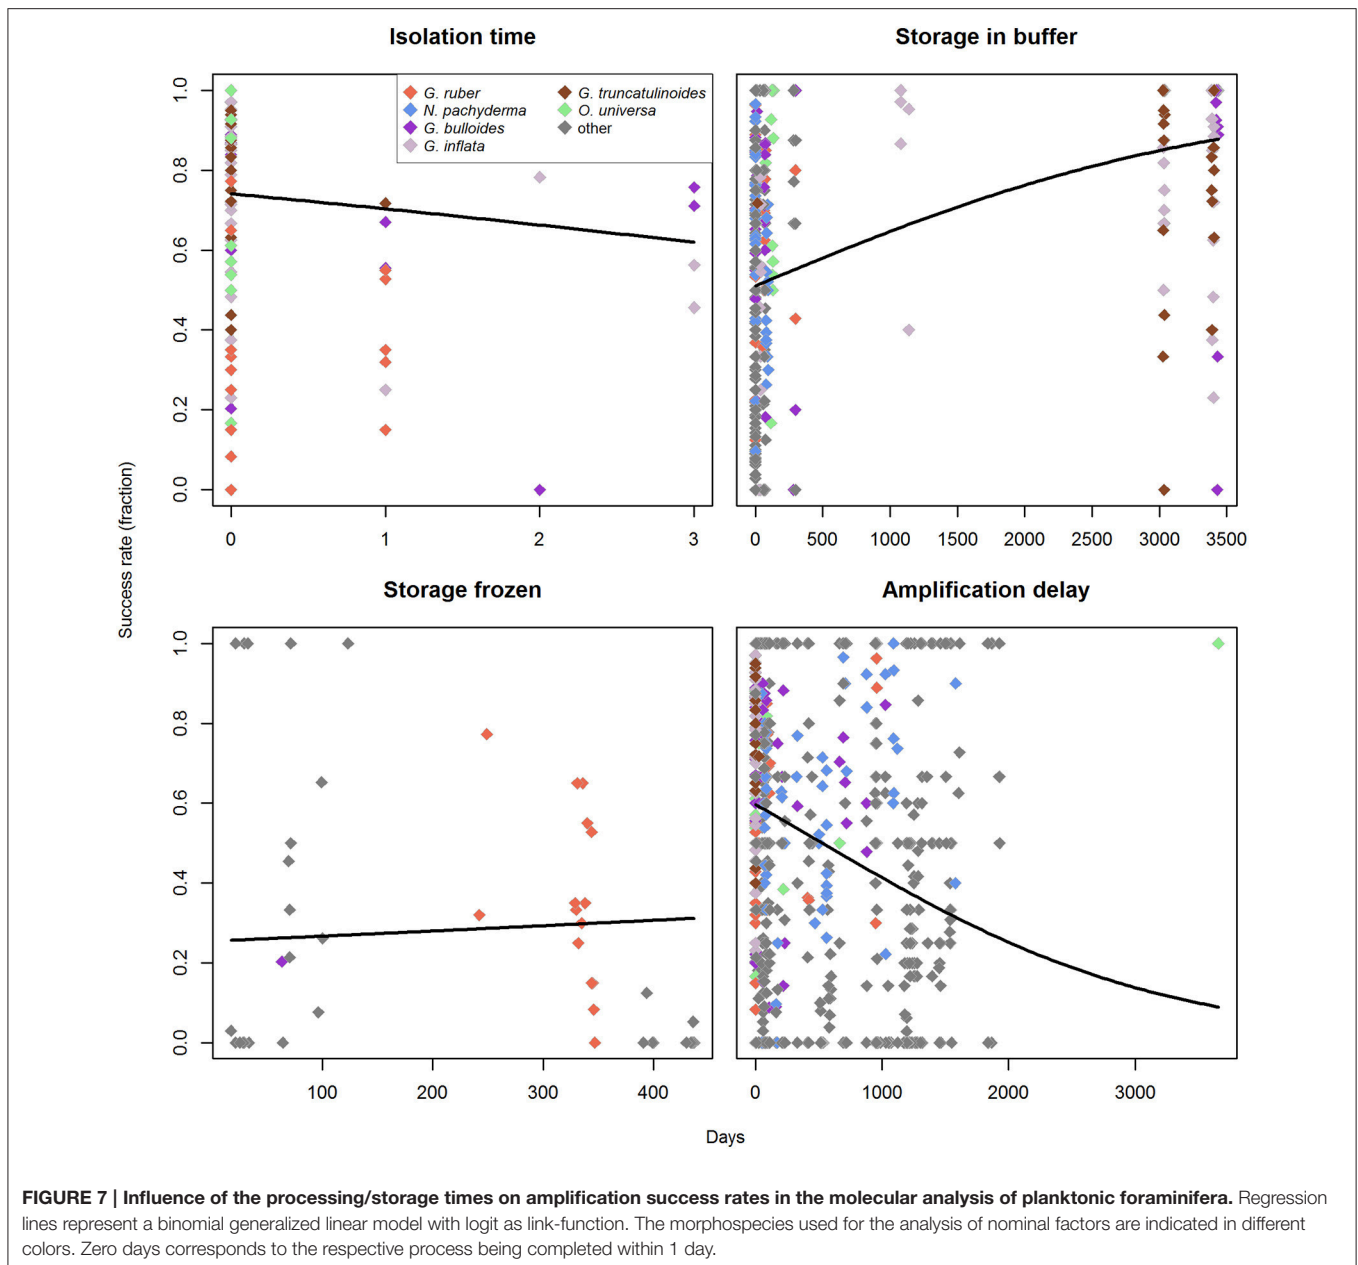 Isolation time
Storage in buffer
G. ruber
N. pachyderma
G. bulloides
G. inflata
G. truncatulinoides
O. universa
other
0.0
0.2
0.4
0.6
0.8
1.0
0 1 2 3
0 500 1000 1500 2000 2500 3000 3500
Success rate (fraction)
Storage frozen
Amplification delay
0.0
0.2
0.4
0.6
0.8
1.0
100 200 300 400
0 1000 2000 3000
Days
FIGURE 7 | Influence of the processing/storage times on amplification success rates in the molecular analysis of planktonic foraminifera. Regression
lines represent a binomial generalized linear model with logit as link-function. The morphospecies used for the analysis of nominal factors are indicated in different
colors. Zero days corresponds to the respective process being completed within 1 day.